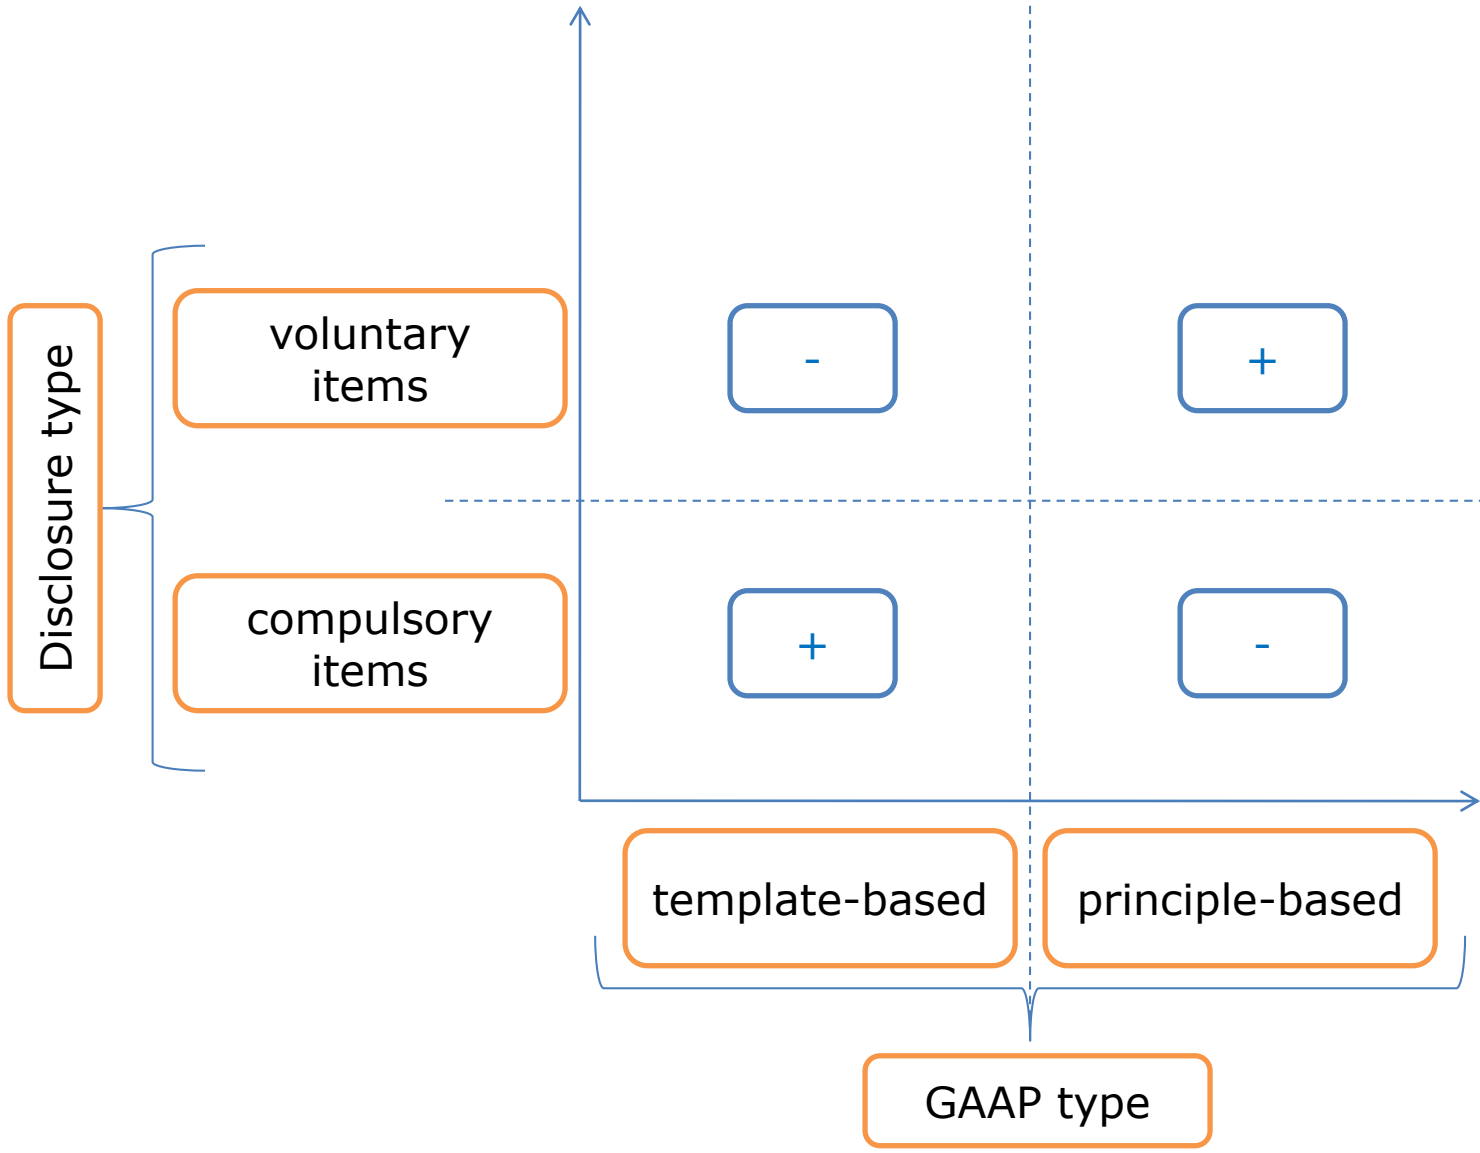 Disclosure type
voluntary
items
-
+
compulsory
items
+
-
template-based
principle-based
GAAP type